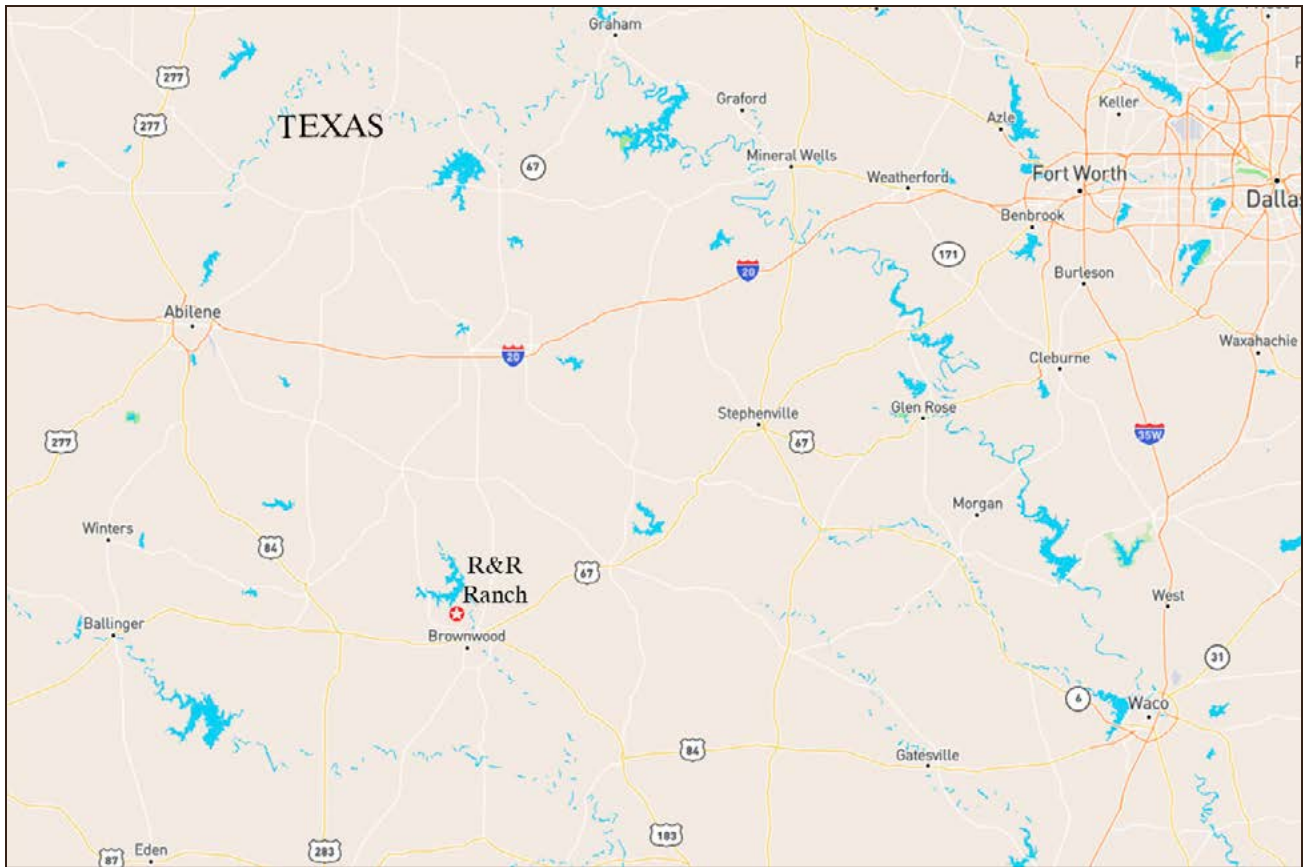 Graham
277
Keller
277
TEXAS
Graford
Azle
67
Mineral Wells
Weatherford
Fort Worth
Dallas
Benbrook
171
20
Burleson
Abilene
20
Waxahachie
Cleburne
Stephenville
Glen Rose
277
67
35W
Morgan
Winters
84
R&R
Ranch
67
West
Ballinger
Brownwood
31
6
Waco
84
Gatesville
183
Eden
87
283